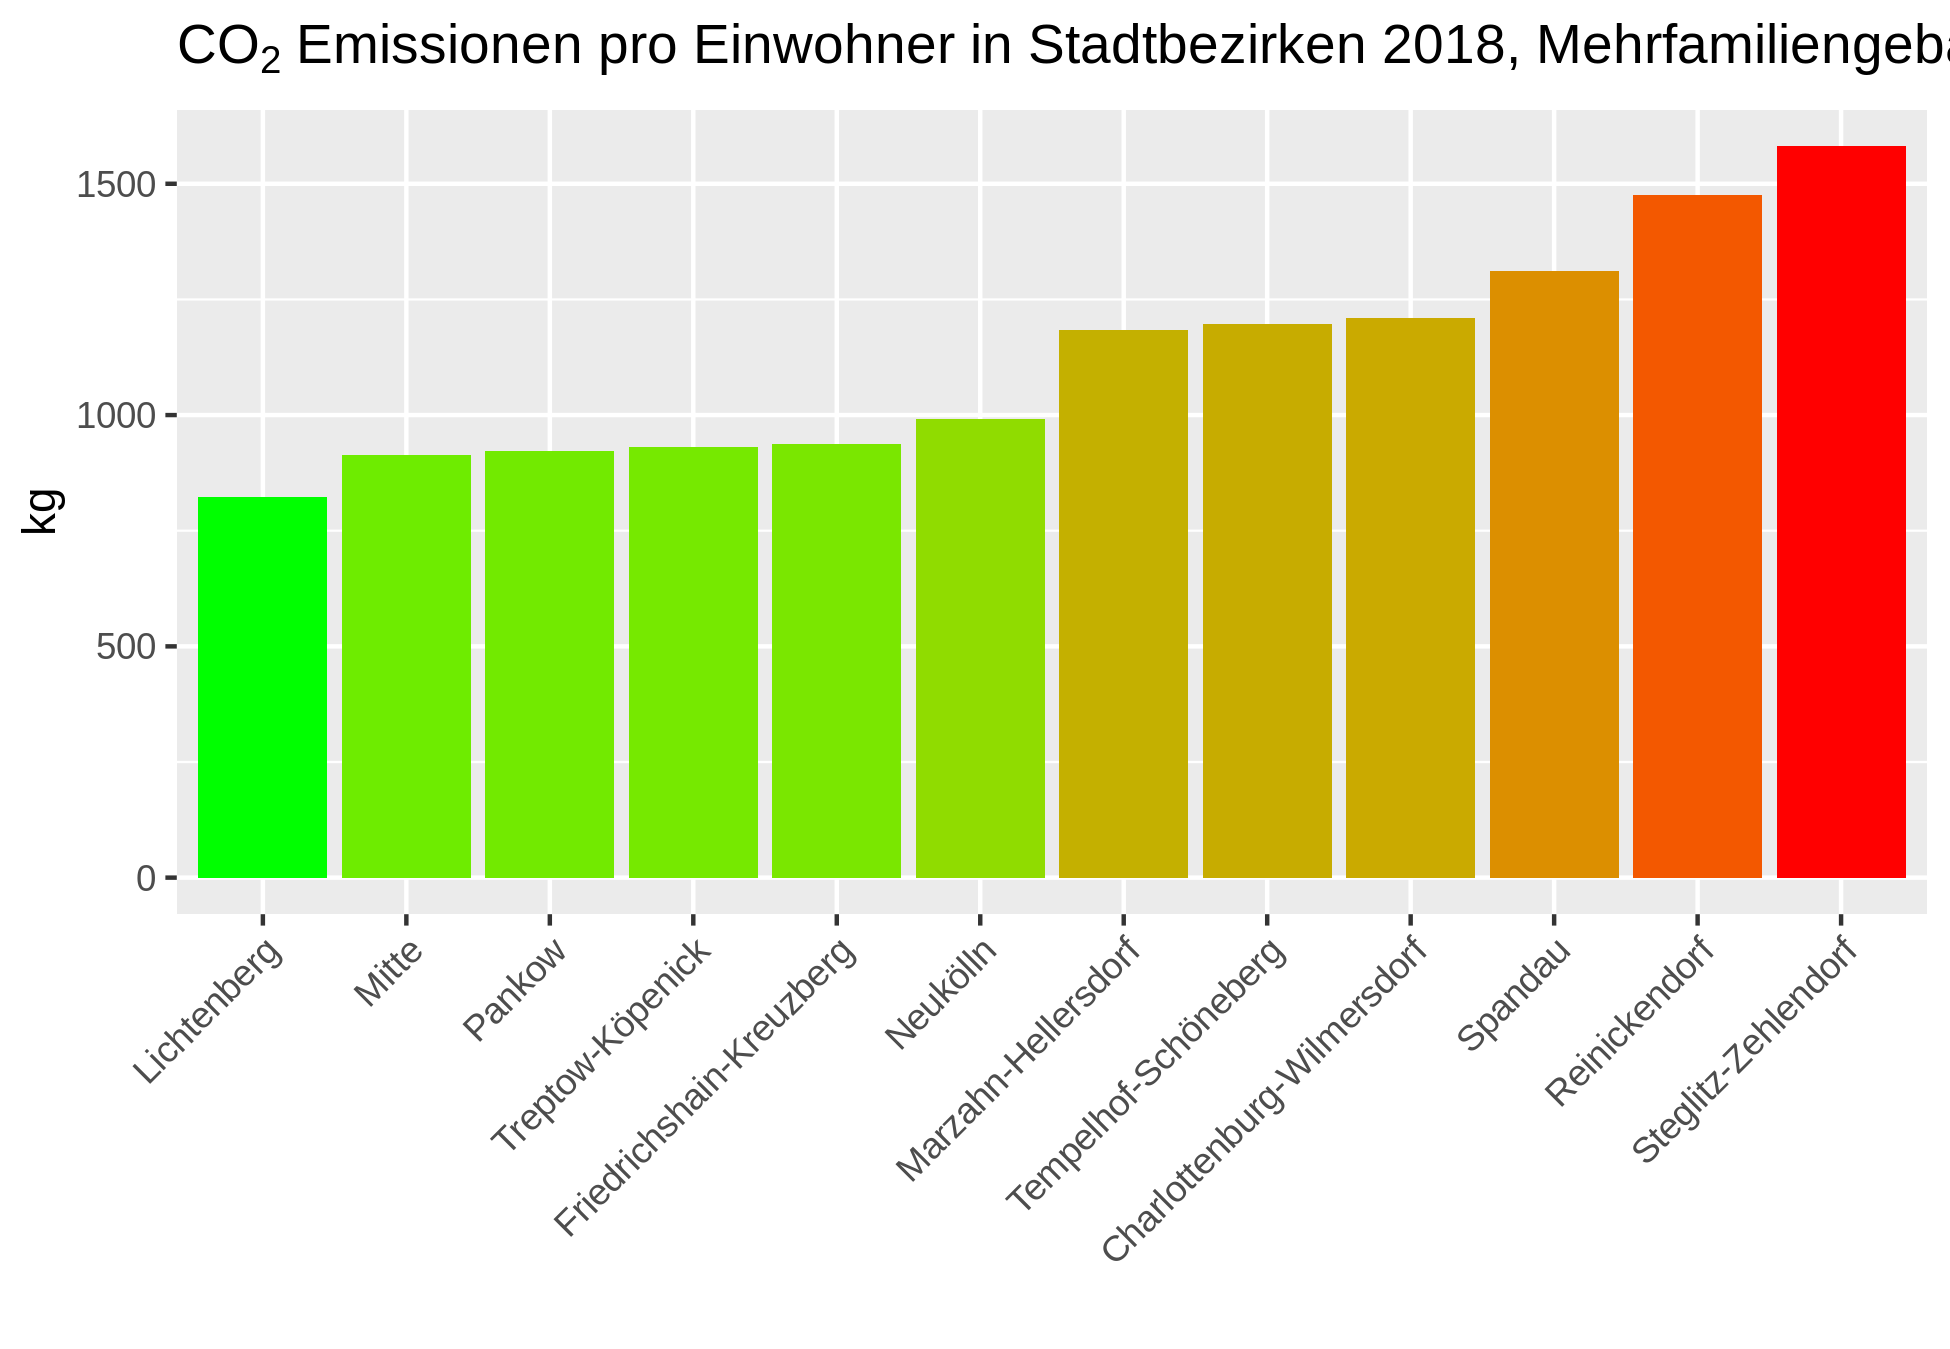 CO₂ Emissionen pro Einwohner in Stadtbezirken 2018,
kg
1500
1000
500
0
Lichtenberg
Mitte
Pankow
Treptow-Köpenick
Friedrichshain-Kreuzberg
Neukölln
Marzahn-Hellersdorf
Tempelhof-Schöneberg
Charlottenburg-Wilmersdorf
Spandau
Reinickendorf
Steglitz-Zehlendorf